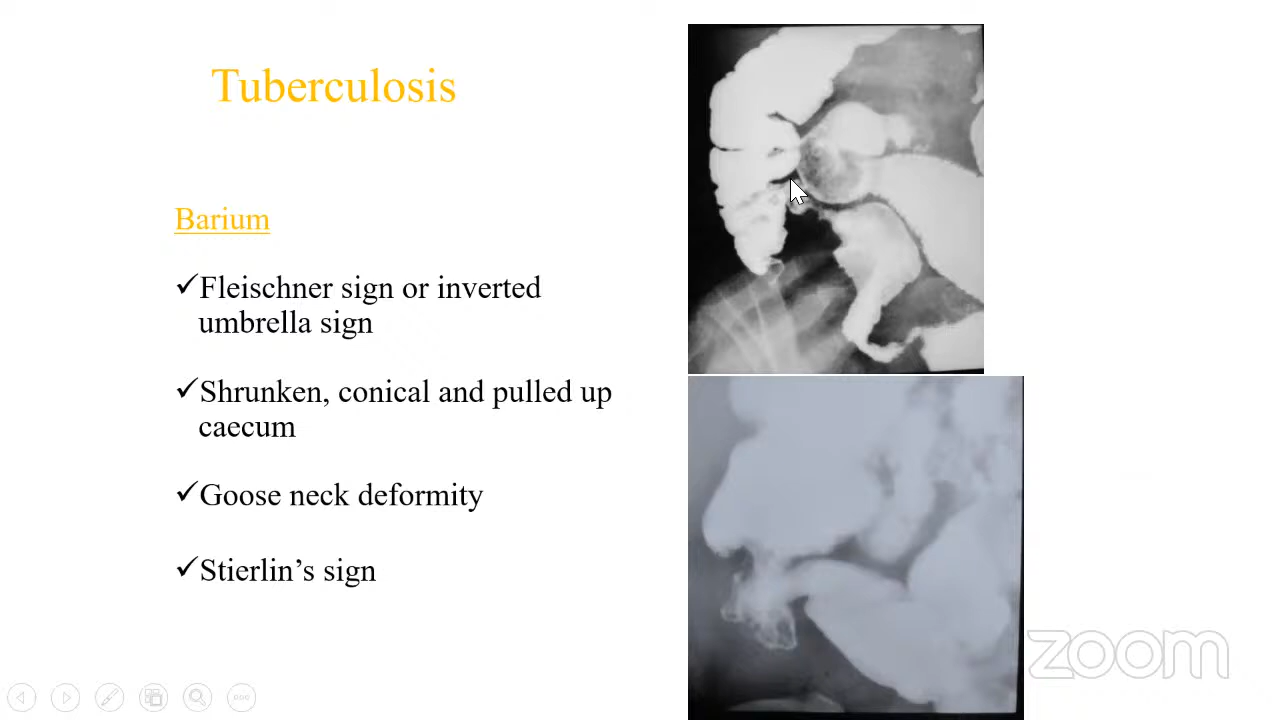 Tuberculosis
Barium
✓Fleischner sign or inverted
umbrella sign
✓Shrunken, conical and pulled up
caecum
✓Goose neck deformity
✓Stierlin’s sign
zoom